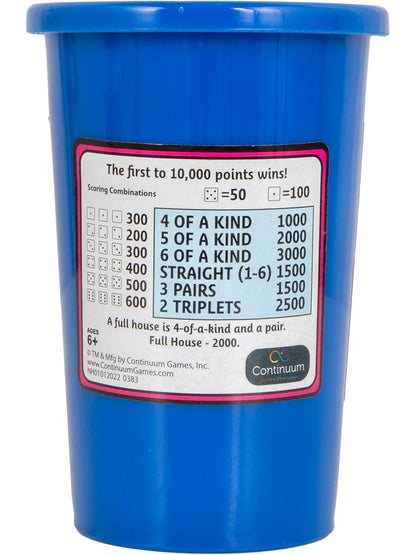 The first to 10,000 points wins!
Scoring Combinations =50 =100
300
200
300
400
500
600
4 OF A KIND 1000
5 OF A KIND 2000
6 OF A KIND 3000
STRAIGHT (1-6) 1500
3 PAIRS 1500
2 TRIPLETS 2500
A full house is 4-of-a-kind and a pair.
Full House - 2000.
AGES
6+
©TM & Mfg by Continuum Games, Inc.
www.ContinuumGames.com
NH01012022 0383
Continuum